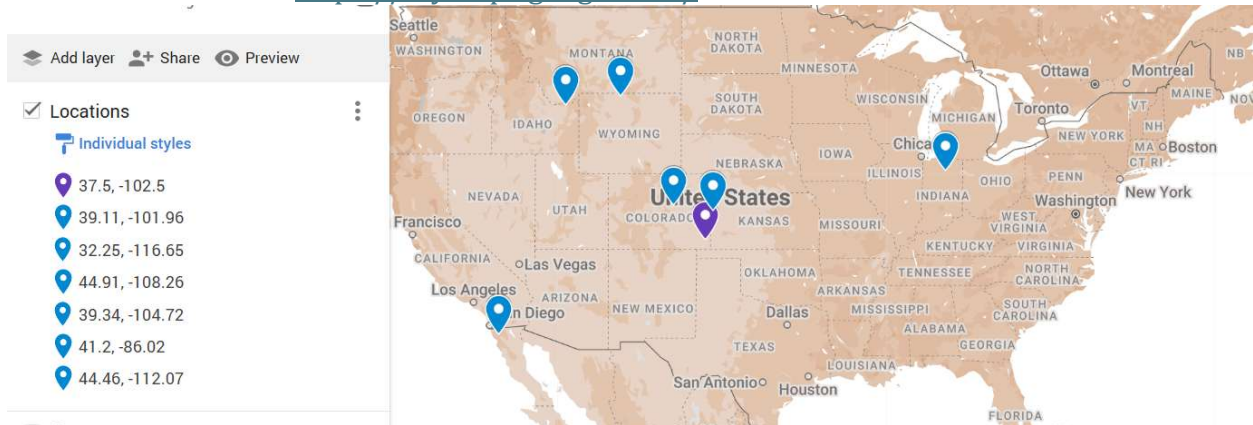 Add layer Share Preview
Locations
Individual styles
37.5, -102.5
39.11, -101.96
32.25, -116.65
44.91, -108.26
39.34, -104.72
41.2, -86.02
44.46, -112.07
Seattle
WASHINGTON
MONTANA
NORTH
DAKOTA
MINNESOTA
Ottawa
Montreal
NB
MAINE
VT
NOV
OREGON
IDAHO
SOUTH
DAKOTA
WISCONSIN
MICHIGAN
Toronto
NH
NEW YORK
MA
Boston
CT RI
WYOMING
IOWA
Chica
NEBRASKA
ILLINOIS
INDIANA
OHIO
PENN
New York
NEVADA
UTAH
United States
COLORADO
KANSAS
MISSOURI
Washington
WEST
VIRGINIA
Francisco
KENTUCKY
VIRGINIA
CALIFORNIA
Las Vegas
OKLAHOMA
TENNESSEE
NORTH
CAROLINA
Los Angeles
ARIZONA
NEW MEXICO
ARKANSAS
MISSISSIPPI
SOUTH
CAROLINA
n Diego
Dallas
ALABAMA
GEORGIA
TEXAS
LOUISIANA
San Antonio
Houston
FLORIDA